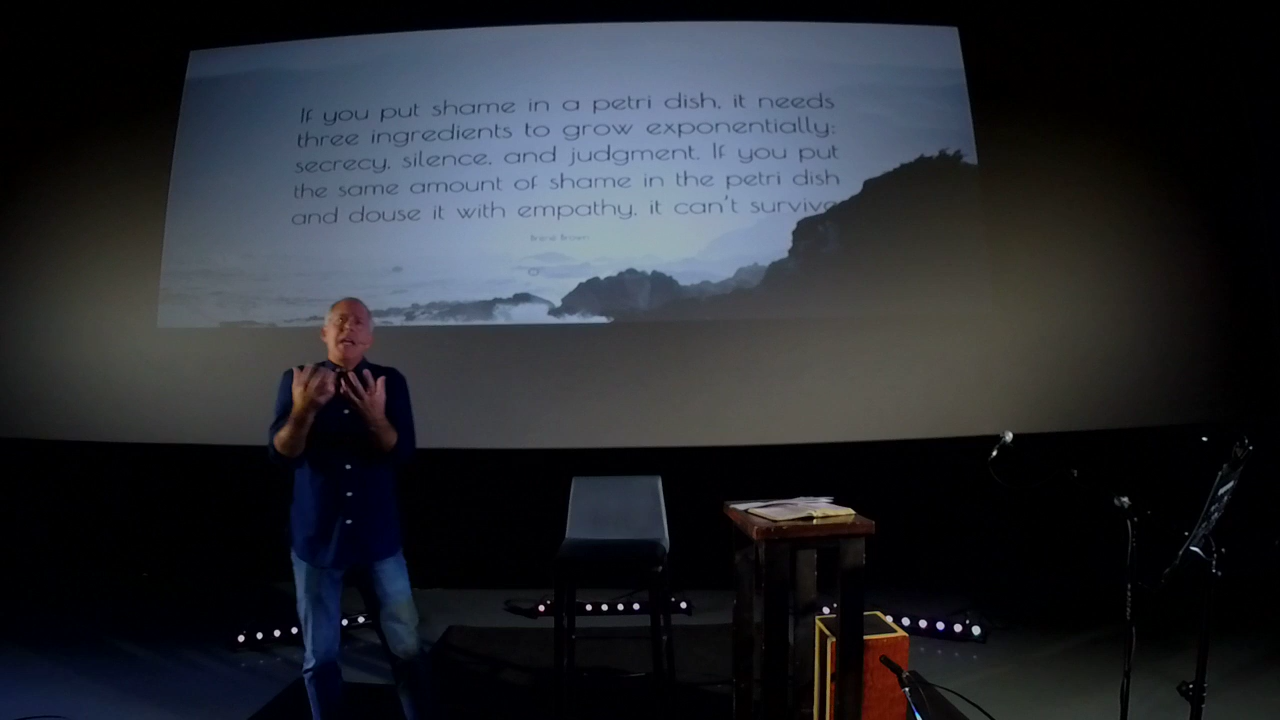 If you put shame in a petri dish, it needs
three ingredients to grow exponentially:
secrecy, silence, and judgment. If you put
the same amount of shame in the petri dish
and douse it with empathy, it can't survive
Brené Brown